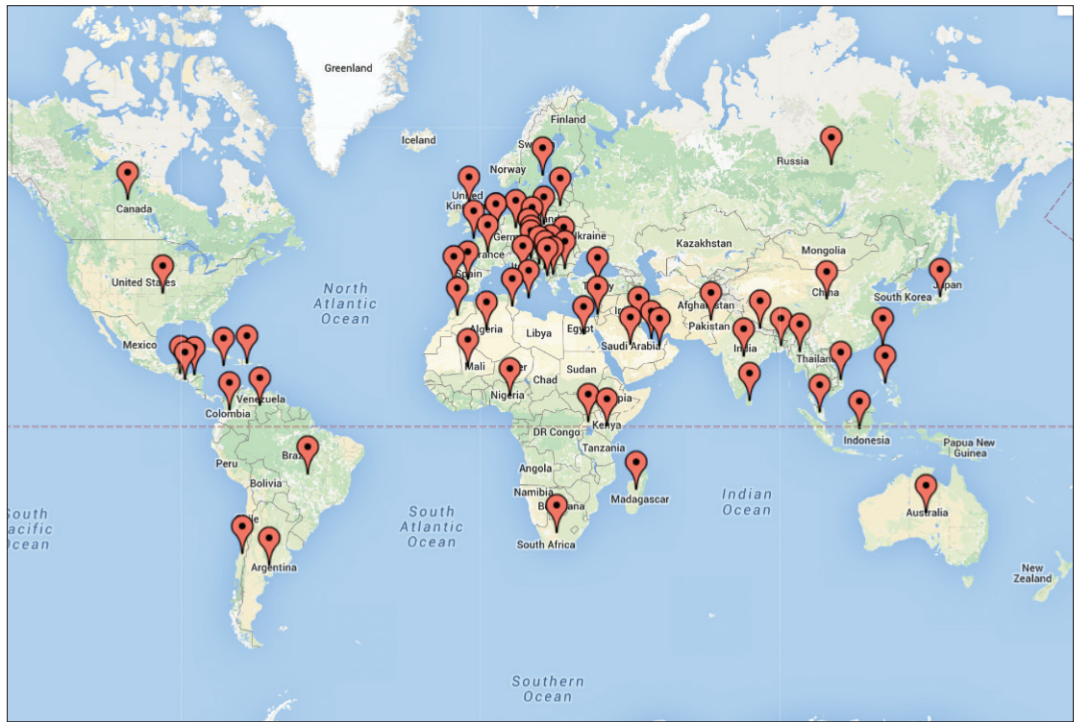 Greenland
Finland
Iceland
Norway
Russia
United
Canada
Ukraine
Kazakhstan
Mongolia
Spain
United States
North
Atlantic
Ocean
China
Japan
South Korea
Afghanistan
Pakistan
Algeria
Libya
Egypt
Saudi Arabia
India
Mexico
Mali
Chad
Sudan
Thailand
Nigeria
Venezuela
Colombia
DR Congo
Kenya
Indonesia
Papua New
Guinea
Tanzania
Peru
Bolivia
Angola
Namibia
Madagascar
Indian
Ocean
South
Atlantic
Ocean
Australia
South Africa
Argentina
New
Zealand
Southern
Ocean